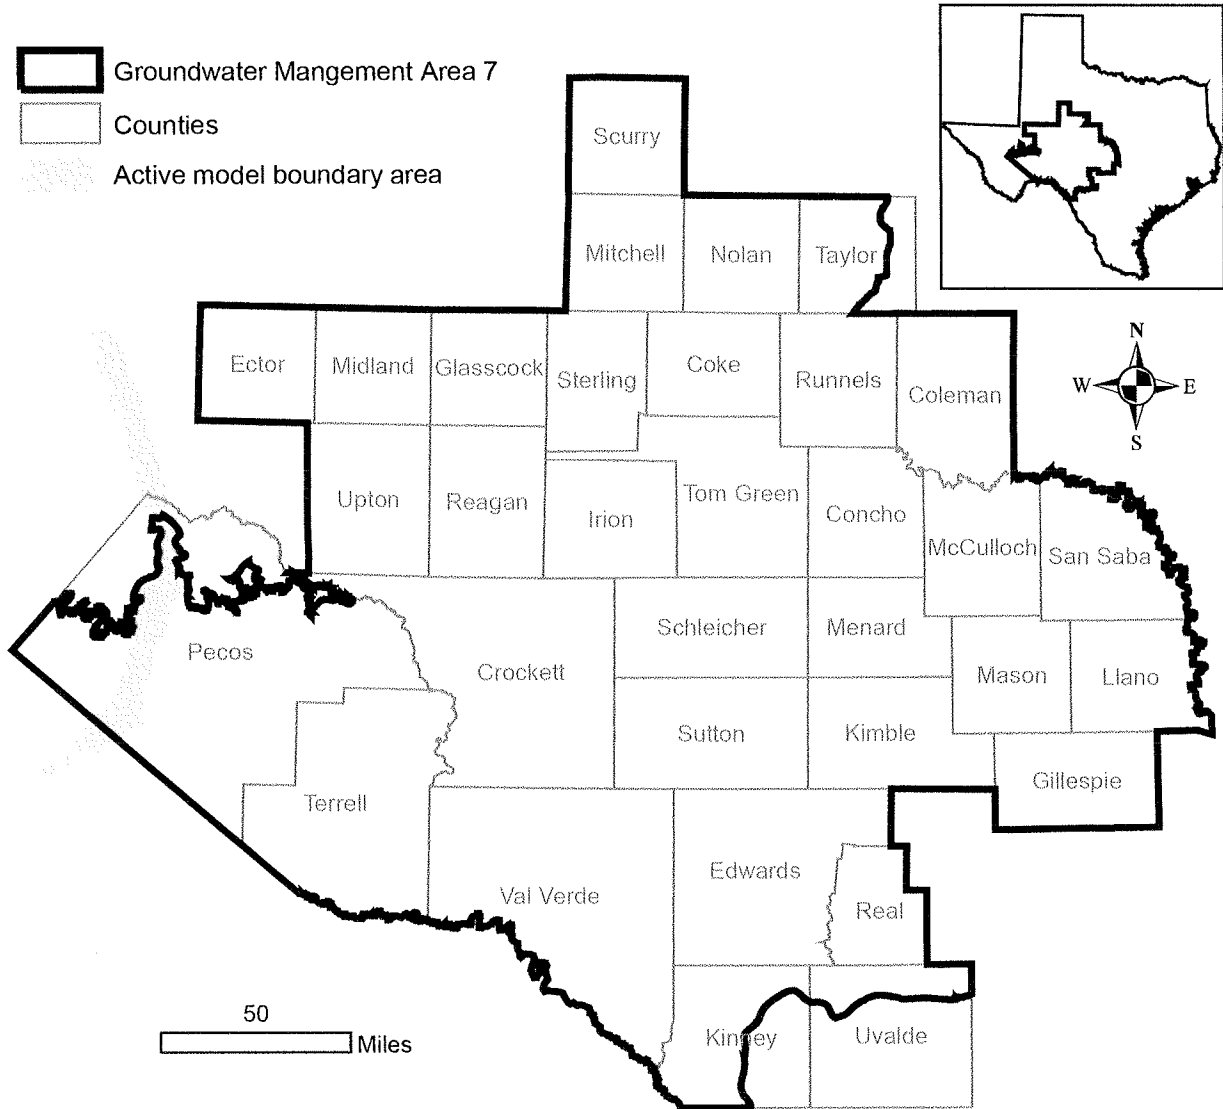 Groundwater Mangement Area 7
Counties
Active model boundary area
Scurry
Mitchell
Nolan
Taylor
Ector
Midland
Glasscock
Sterling
Coke
Runnels
Coleman
N
W
E
S
Upton
Reagan
Irion
Tom Green
Concho
McCulloch
San Saba
Pecos
Crockett
Schleicher
Menard
Mason
Llano
Sutton
Kimble
Gillespie
Terrell
Val Verde
Edwards
Real
Kinney
Uvalde
50
Miles